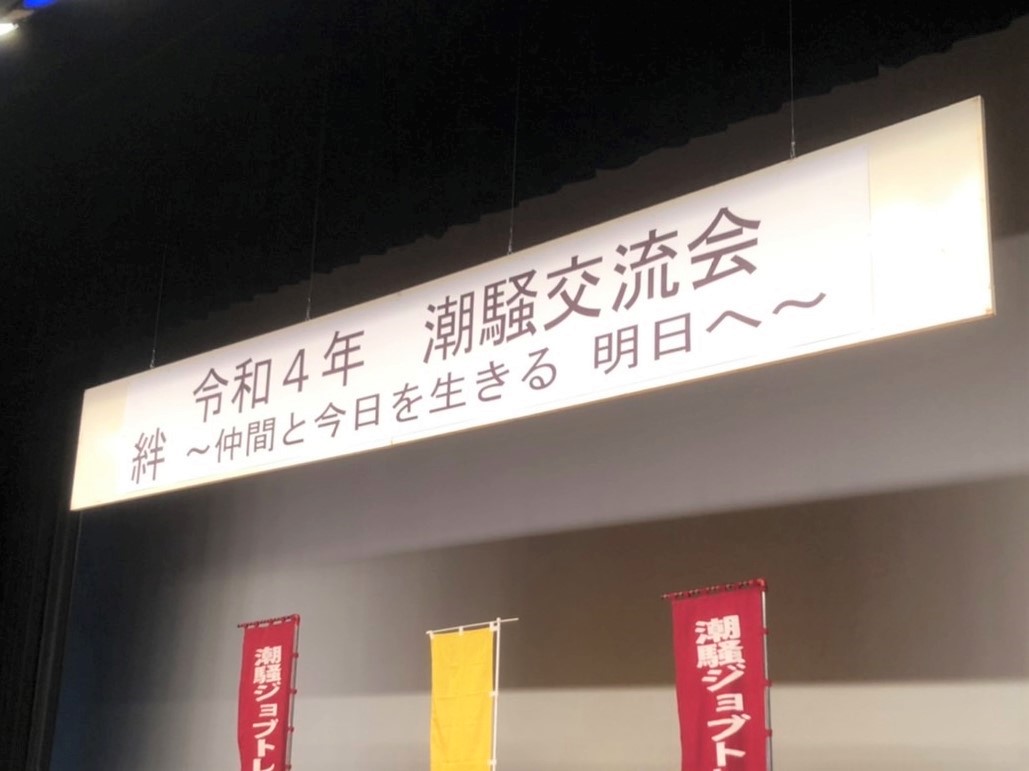 令和４年　潮騒交流会
絆 ～仲間と今日を生きる 明日へ～
潮騒ジョブトレ
潮騒ジョブト